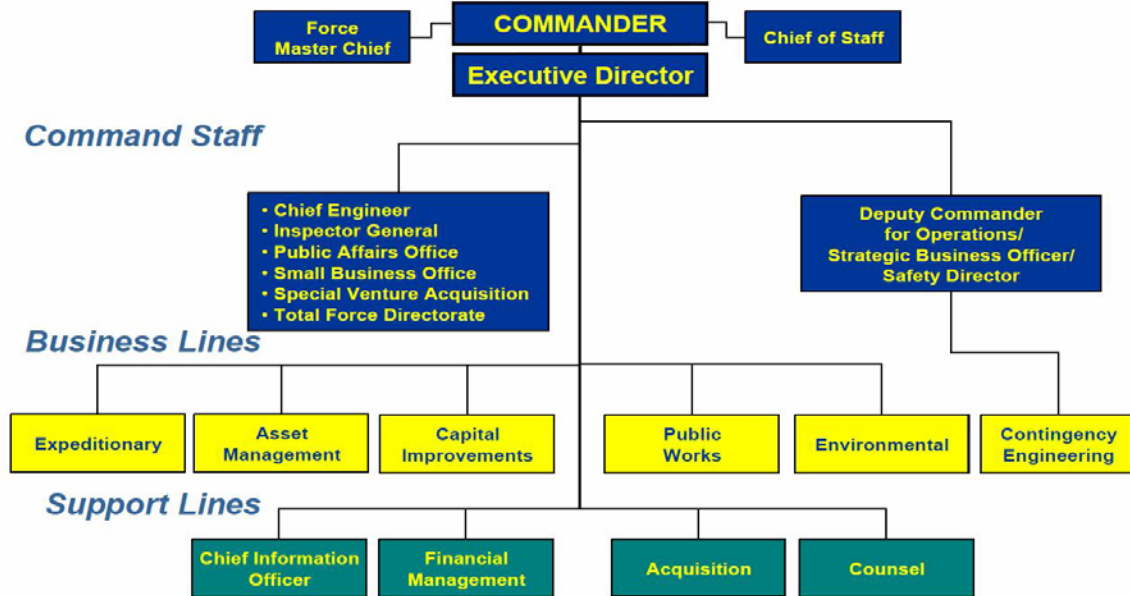 COMMANDER
Force
Master Chief
Chief of Staff
Executive Director
Command Staff
• Chief Engineer
• Inspector General
• Public Affairs Office
• Small Business Office
• Special Venture Acquisition
• Total Force Directorate
Deputy Commander
for Operations/
Strategic Business Officer/
Safety Director
Business Lines
Expeditionary
Asset
Management
Capital
Improvements
Public
Works
Environmental
Contingency
Engineering
Support Lines
Chief Information
Officer
Financial
Management
Acquisition
Counsel